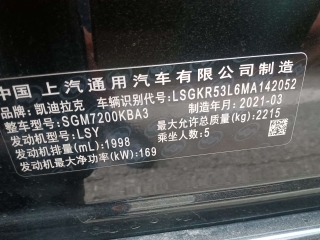 中国 上汽通用汽车有限公司制造
品牌: 凯迪拉克 车辆识别代号: LSGKR53L6MA142052
整车型号: SGM7200KBA3 制造年月: 2021-03
发动机型号: LSY 最大允许总质量(kg): 2215
发动机排量(mL): 1998 乘坐人数: 5
发动机最大净功率(kW): 169